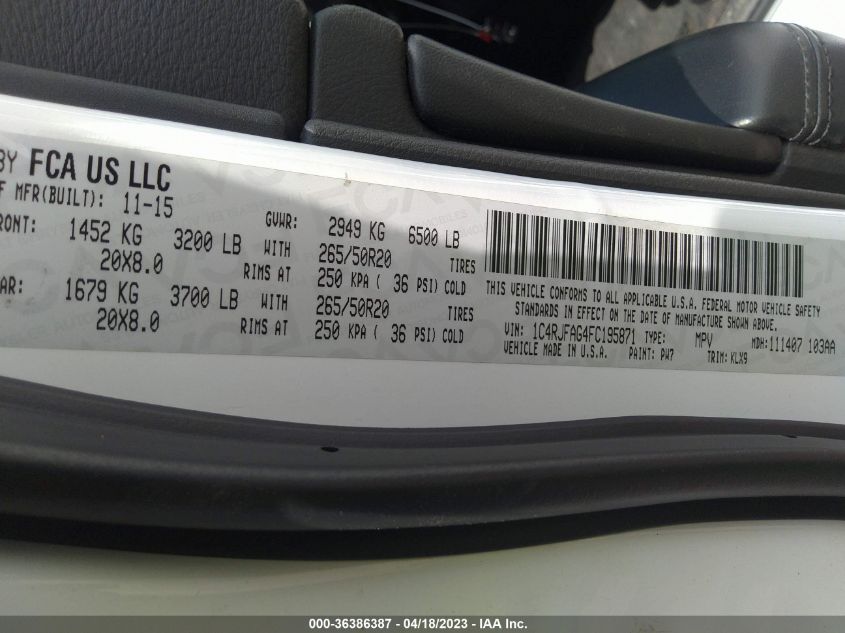 BY FCA US LLC
F MFR(BUILT): 11-15
GVWR: 2949 KG 6500 LB
FRONT: 1452 KG 3200 LB WITH 265/50R20 TIRES
20X8.0 RIMS AT 250 KPA ( 36 PSI) COLD
AR: 1679 KG 3700 LB WITH 265/50R20 TIRES
20X8.0 RIMS AT 250 KPA ( 36 PSI) COLD
THIS VEHICLE CONFORMS TO ALL APPLICABLE U.S.A. FEDERAL MOTOR VEHICLE SAFETY
STANDARDS IN EFFECT ON THE DATE OF MANUFACTURE SHOWN ABOVE.
VIN: 1C4RJFAG4FC195871 TYPE: MPV MDH:111407 103AA
VEHICLE MADE IN U.S.A. PAINT: PW7 TRIM: KLX9
000-36386387 - 04/18/2023 - IAA Inc.